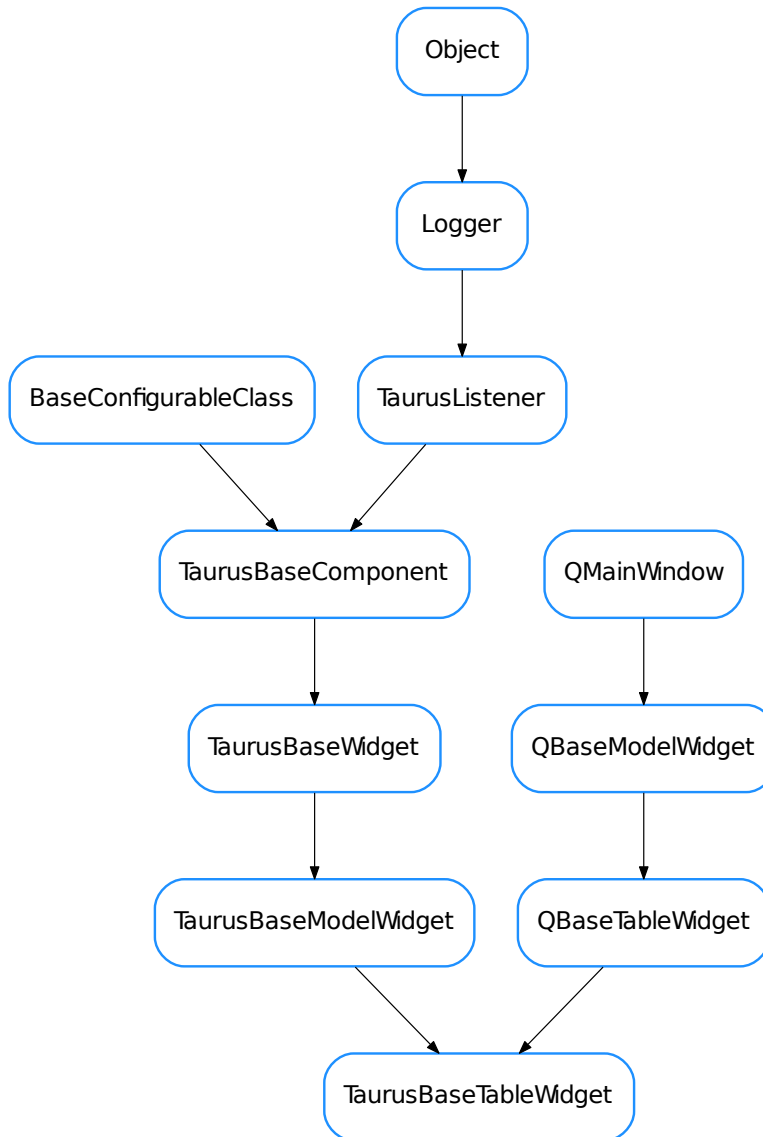 Object
Logger
BaseConfigurableClass
TaurusListener
TaurusBaseComponent
QMainWindow
TaurusBaseWidget
QBaseModelWidget
TaurusBaseModelWidget
QBaseTableWidget
TaurusBaseTableWidget